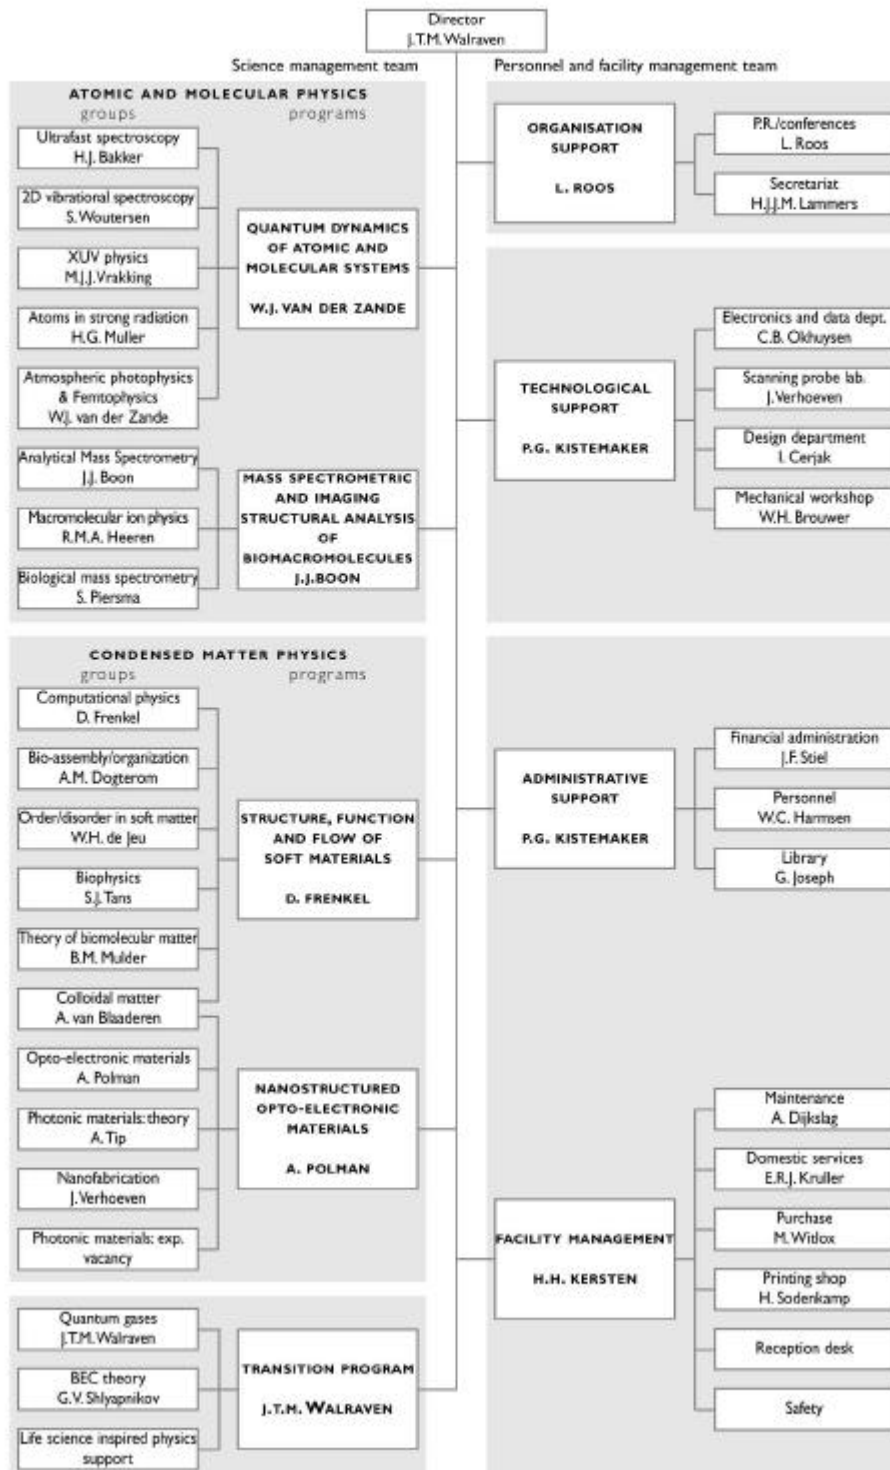 Director
J.T.M. Walraven
Science management team
Personnel and facility management team
ATOMIC AND MOLECULAR PHYSICS
groups
programs
Ultrafast spectroscopy
H.J. Bakker
2D vibrational spectroscopy
S. Woutersen
XUV physics
M.J.J. Vrakking
Atoms in strong radiation
H.G. Muller
Atmospheric photophysics
& Femtophysics
W.J. van der Zande
QUANTUM DYNAMICS
OF ATOMIC AND
MOLECULAR SYSTEMS
W.J. VAN DER ZANDE
Analytical Mass Spectrometry
J.J. Boon
Macromolecular ion physics
R.M.A. Heeren
Biological mass spectrometry
S. Piersma
MASS SPECTROMETRIC
AND IMAGING
STRUCTURAL ANALYSIS
OF
BIOMACROMOLECULES
J.J.BOON
CONDENSED MATTER PHYSICS
groups
programs
Computational physics
D. Frenkel
Bio-assembly/organization
A.M. Dogterom
Order/disorder in soft matter
W.H. de Jeu
Biophysics
S.J. Tans
Theory of biomolecular matter
B.M. Mulder
Colloidal matter
A. van Blaaderen
STRUCTURE, FUNCTION
AND FLOW OF
SOFT MATERIALS
D. FRENKEL
Opto-electronic materials
A. Polman
Photonic materials: theory
A. Tip
Nanofabrication
J. Verhoeven
Photonic materials: exp.
vacancy
NANOSTRUCTURED
OPTO-ELECTRONIC
MATERIALS
A. POLMAN
Quantum gases
J.T.M. Walraven
BEC theory
G.V. Shlyapnikov
Life science inspired physics
support
TRANSITION PROGRAM
J.T.M. WALRAVEN
ORGANISATION
SUPPORT
L. ROOS
P.R./conferences
L. Roos
Secretariat
H.J.J.M. Lammers
TECHNOLOGICAL
SUPPORT
P.G. KISTEMAKER
Electronics and data dept.
C.B. Okhuysen
Scanning probe lab.
J. Verhoeven
Design department
I. Cerjak
Mechanical workshop
W.H. Brouwer
ADMINISTRATIVE
SUPPORT
P.G. KISTEMAKER
Financial administration
J.F. Stiel
Personnel
W.C. Harmsen
Library
G. Joseph
FACILITY MANAGEMENT
H.H. KERSTEN
Maintenance
A. Dijkslag
Domestic services
E.R.J. Kruller
Purchase
M. Witlox
Printing shop
H. Sodenkamp
Reception desk
Safety